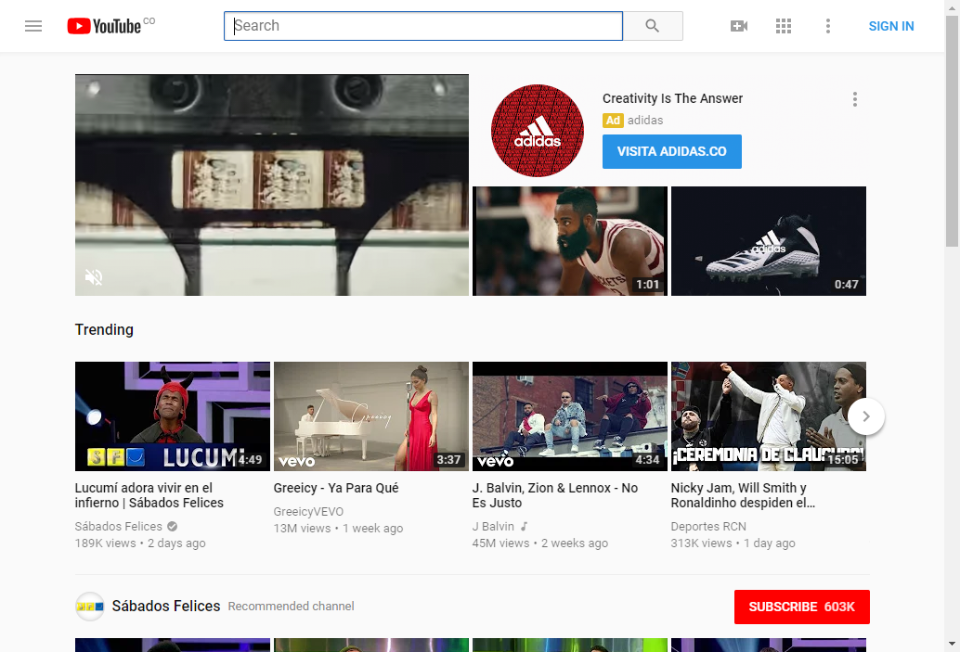 YouTube CO
Search
SIGN IN
Creativity Is The Answer
Ad adidas
VISITA ADIDAS.CO
adidas
adidas
1:01
0:47
Trending
SFO LUCUMÍ
4:49
Greeicy
vevo
3:37
vevo
4:34
¡CEREMONIA DE CLAUSURA!
15:05
Lucumí adora vivir en el
infierno | Sábados Felices
Sábados Felices
189K views • 2 days ago
Greeicy - Ya Para Qué
GreeicyVEVO
13M views • 1 week ago
J. Balvin, Zion & Lennox - No
Es Justo
J Balvin
45M views • 2 weeks ago
Nicky Jam, Will Smith y
Ronaldinho despiden el...
Deportes RCN
313K views • 1 day ago
Sábados Felices Recommended channel
SUBSCRIBE 603K